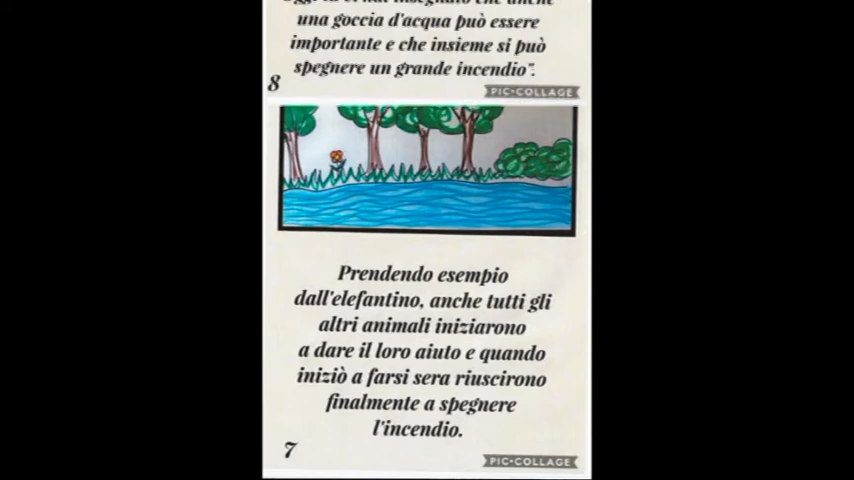 una goccia d'acqua può essere
importante e che insieme si può
spegnere un grande incendio".
8
PIC•COLLAGE
Prendendo esempio
dall'elefantino, anche tutti gli
altri animali iniziarono
a dare il loro aiuto e quando
iniziò a farsi sera riuscirono
finalmente a spegnere
l'incendio.
7
PIC•COLLAGE